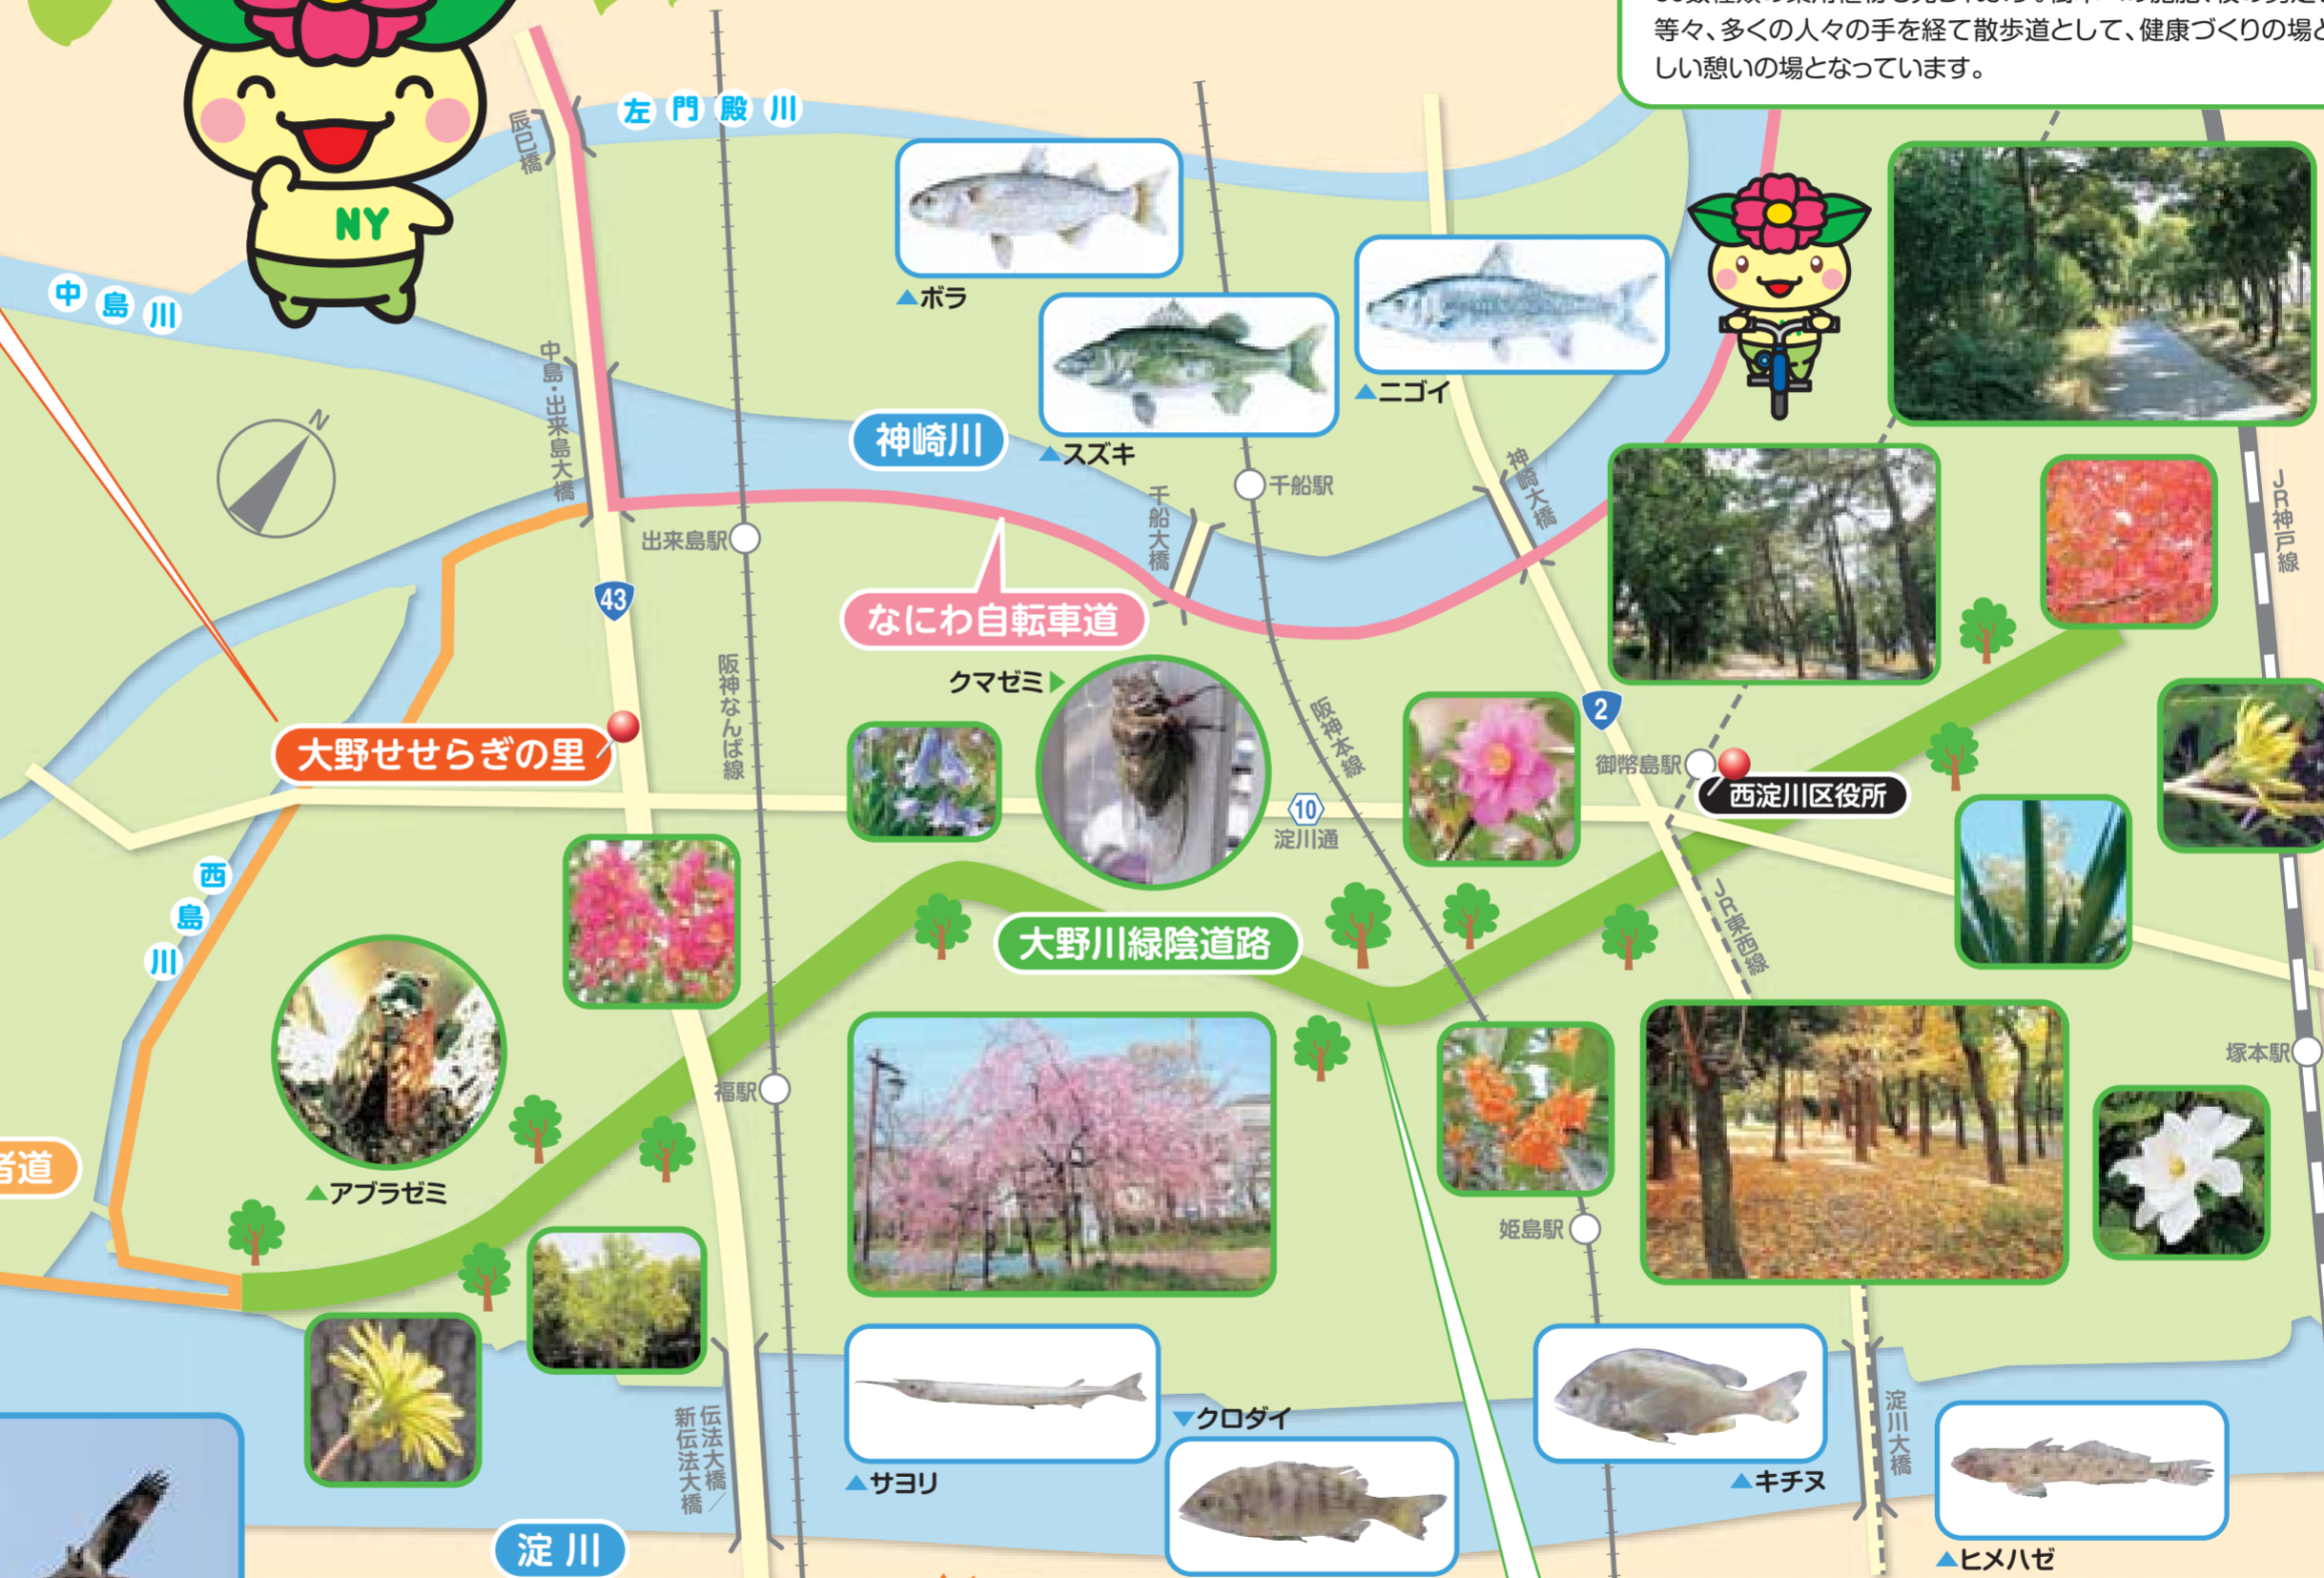 等々、多くの人々の手を経て散歩道として、健康づくりの場と
しい憩いの場となっています。
NY
左門殿川
辰巳橋
中島川
N
中島・出来島大橋
ボラ
スズキ
ニゴイ
神崎川
千船駅
千船大橋
神崎大橋
出来島駅
43
なにわ自転車道
JR神戸線
クマゼミ
阪神なんば線
阪神本線
2
大野せせらぎの里
御幣島駅
西淀川区役所
10
淀川通
西島川
JR東西線
大野川緑陰道路
塚本駅
福駅
者道
アブラゼミ
姫島駅
伝法大橋/
新伝法大橋
サヨリ
クロダイ
キチヌ
淀川大橋
淀川
ヒメハゼ